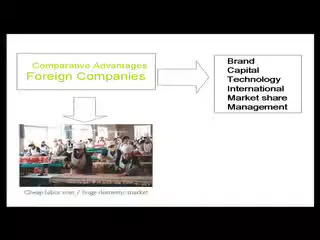 Comparative Advantages
Foreign Companies
Brand
Capital
Technology
International
Market share
Management
Cheap labor cost / Huge domestic market